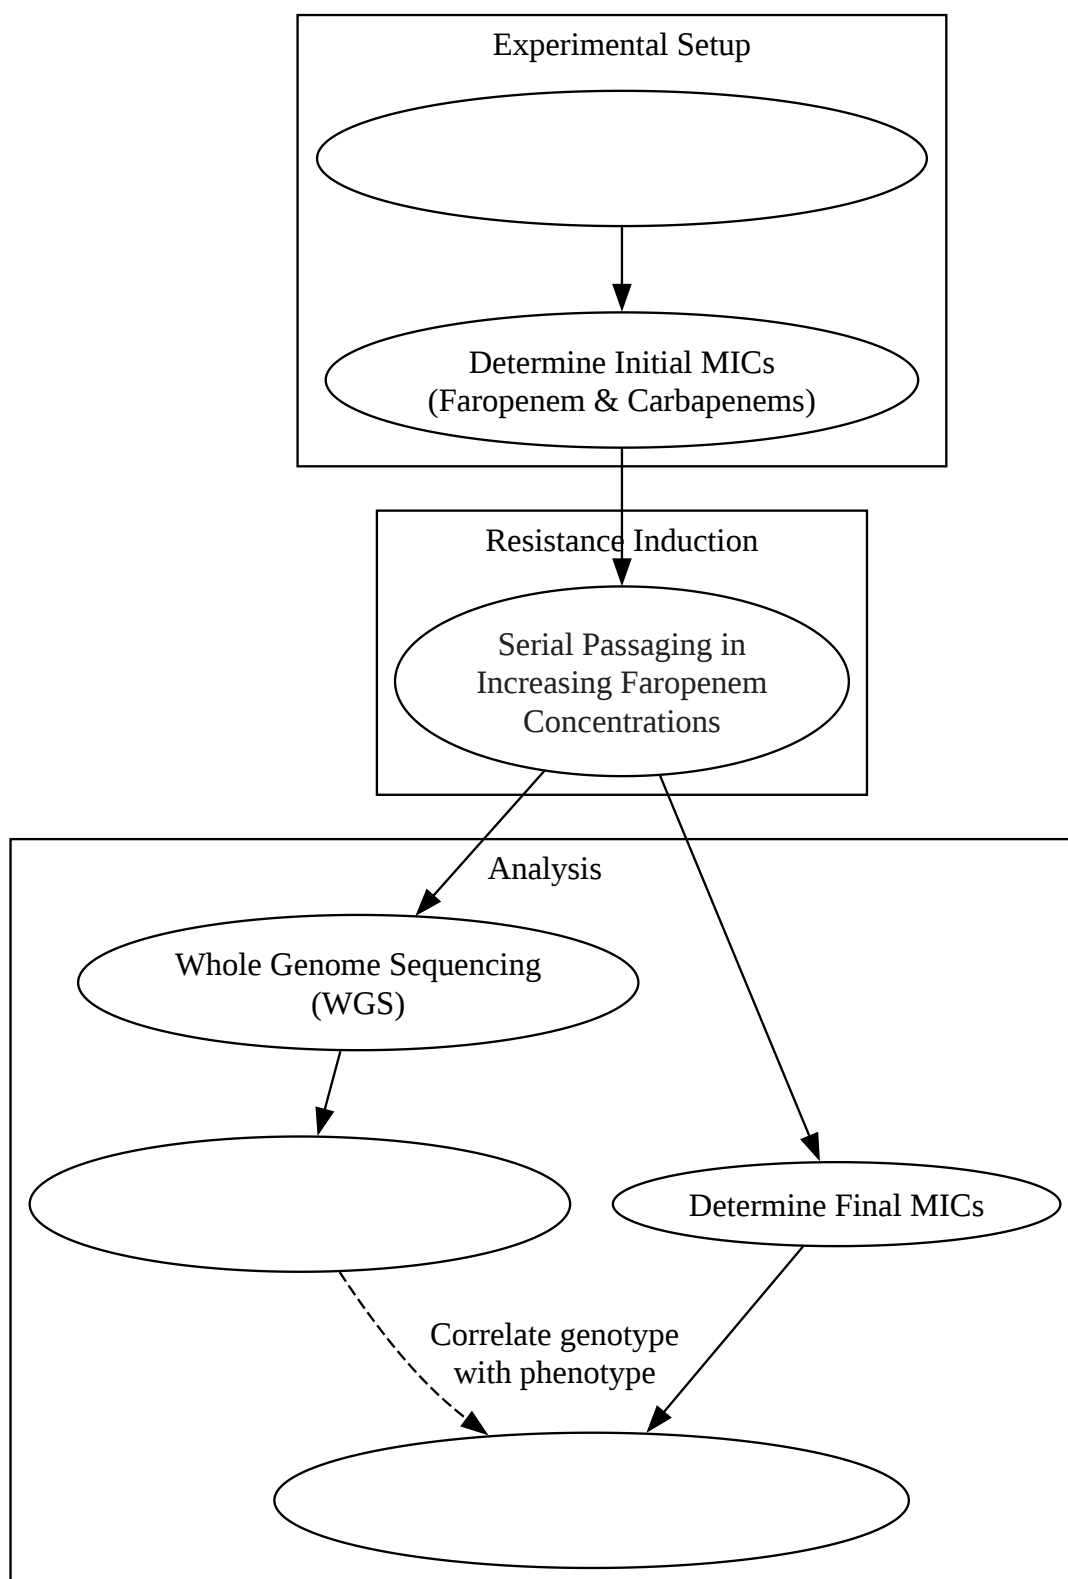 Experimental Setup
Determine Initial MICs
(Faropenem & Carbapenems)
Resistance Induction
Serial Passaging in
Increasing Faropenem
Concentrations
Analysis
Whole Genome Sequencing
(WGS)
Determine Final MICs
Correlate genotype
with phenotype